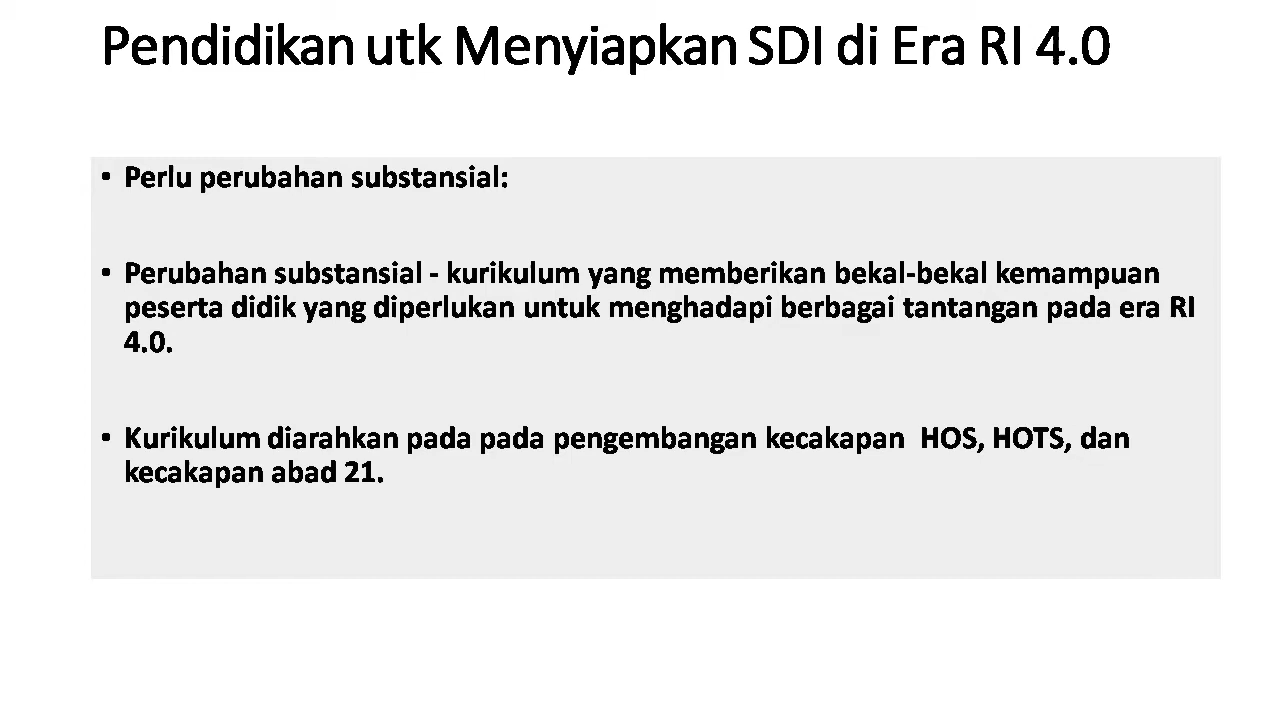 Pendidikan utk Menyiapkan SDI di Era RI 4.0
• Perlu perubahan substansial:
• Perubahan substansial - kurikulum yang memberikan bekal-bekal kemampuan
peserta didik yang diperlukan untuk menghadapi berbagai tantangan pada era RI
4.0.
• Kurikulum diarahkan pada pada pengembangan kecakapan  HOS, HOTS, dan
kecakapan abad 21.